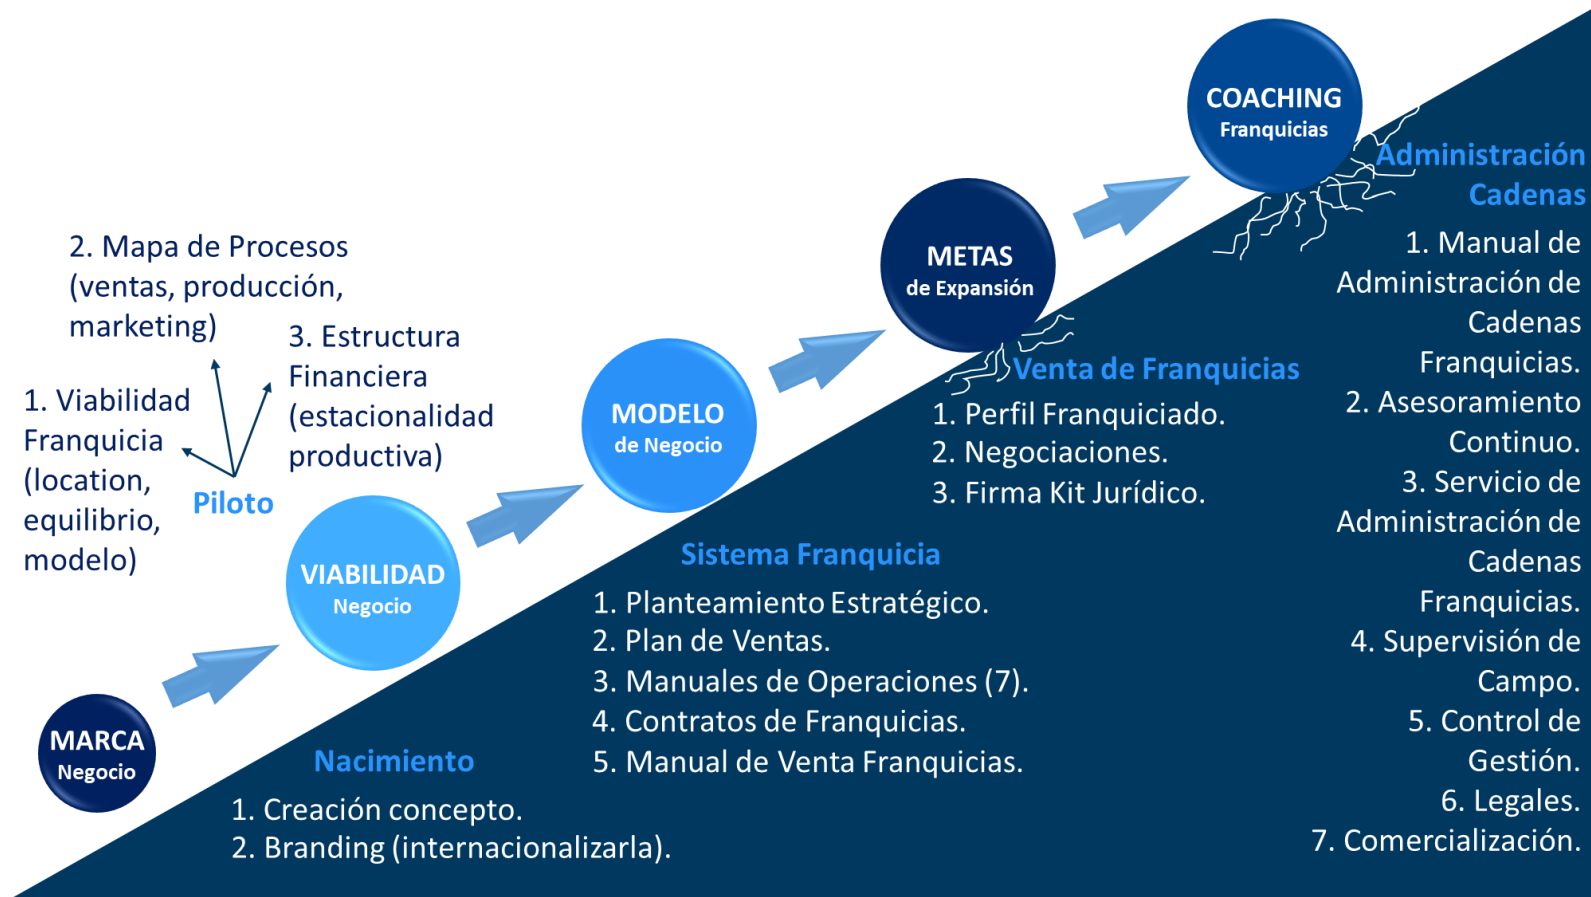 COACHING
Franquicias
Administración
Cadenas
1. Manual de
Administración de
Cadenas
Franquicias.
2. Asesoramiento
Continuo.
3. Servicio de
Administración de
Cadenas
Franquicias.
4. Supervisión de
Campo.
5. Control de
Gestión.
6. Legales.
7. Comercialización.
METAS
de Expansión
Venta de Franquicias
1. Perfil Franquiciado.
2. Negociaciones.
3. Firma Kit Jurídico.
MODELO
de Negocio
Sistema Franquicia
1. Planteamiento Estratégico.
2. Plan de Ventas.
3. Manuales de Operaciones (7).
4. Contratos de Franquicias.
5. Manual de Venta Franquicias.
2. Mapa de Procesos
(ventas, producción,
marketing)
3. Estructura
Financiera
(estacionalidad
productiva)
1. Viabilidad
Franquicia
(location,
equilibrio,
modelo)
Piloto
VIABILIDAD
Negocio
MARCA
Negocio
Nacimiento
1. Creación concepto.
2. Branding (internacionalizarla).